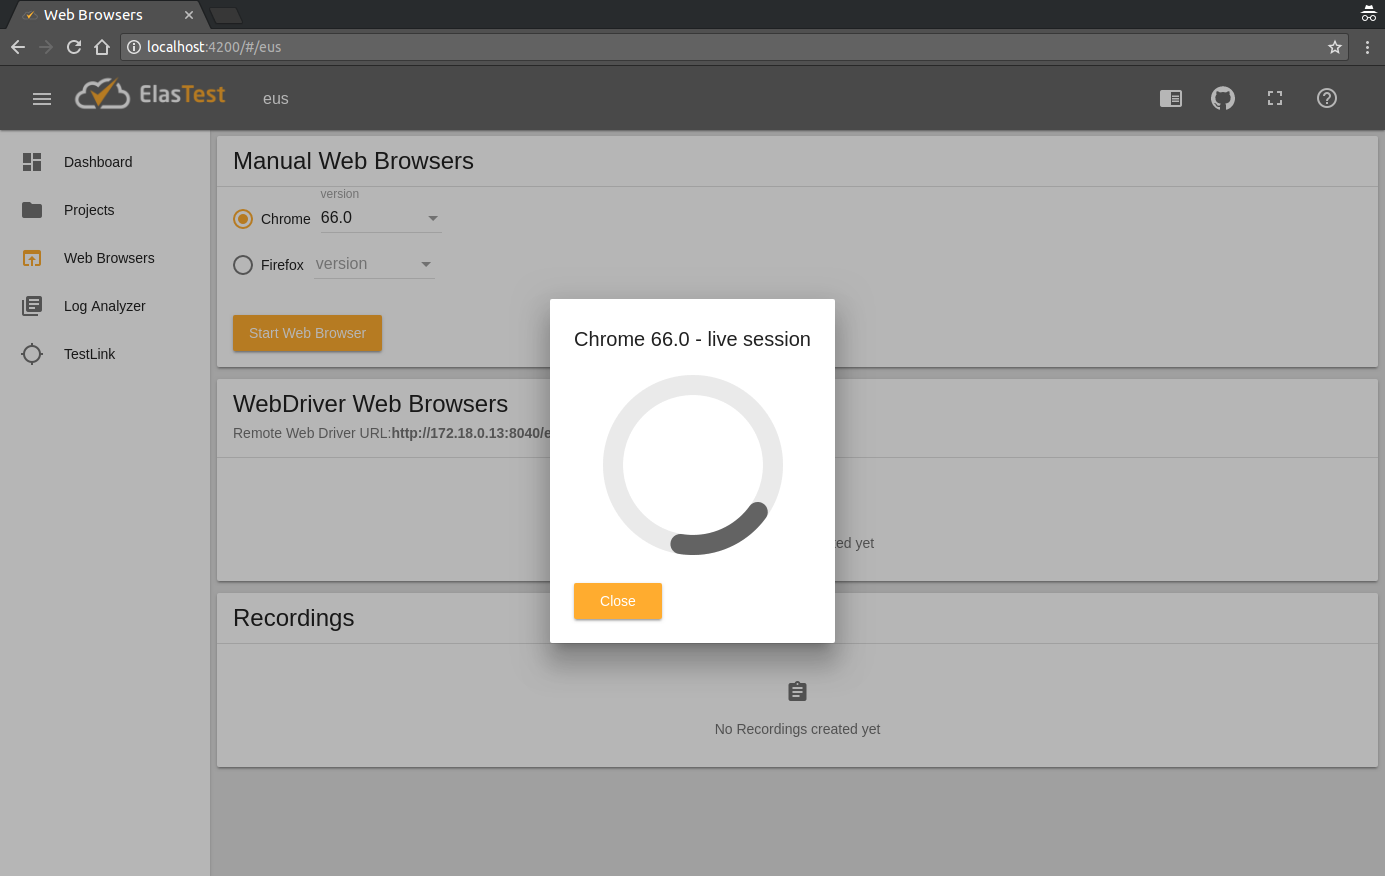 Web Browsers
localhost:4200/#/eus
ElasTest
eus
Dashboard
Projects
Web Browsers
Log Analyzer
TestLink
Manual Web Browsers
version
Chrome 66.0
Firefox version
Start Web Browser
WebDriver Web Browsers
Remote Web Driver URL:http://172.18.0.13:8040/e
ed yet
Chrome 66.0 - live session
Close
Recordings
No Recordings created yet